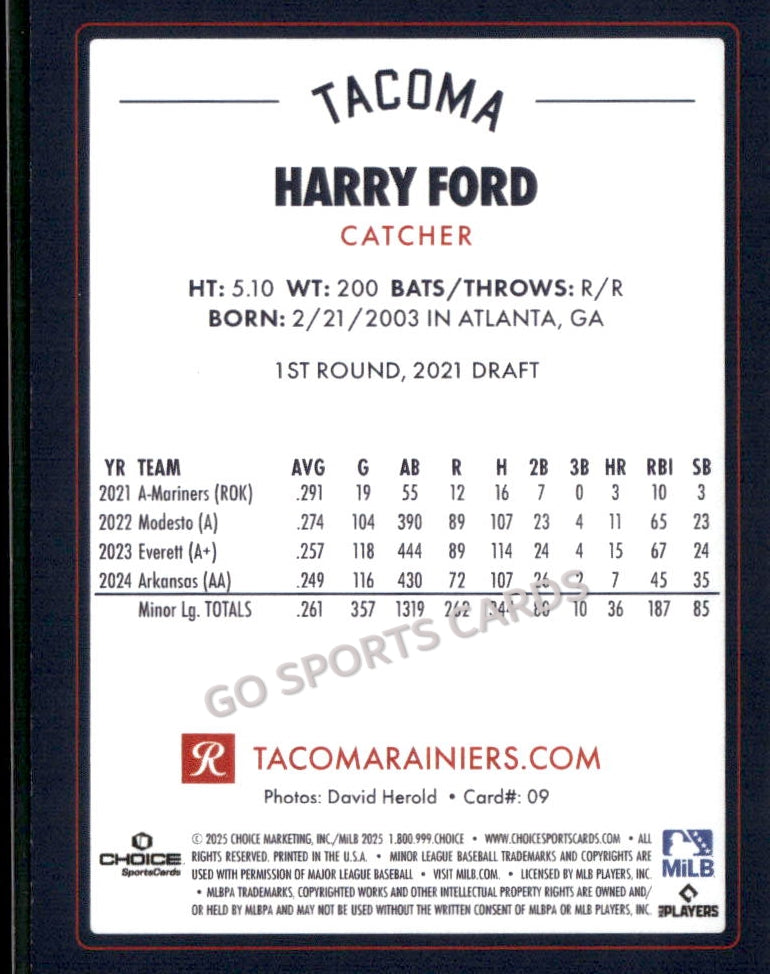 TACOMA
HARRY FORD
CATCHER
HT: 5.10 WT: 200 BATS/THROWS: R/R
BORN: 2/21/2003 IN ATLANTA, GA
1ST ROUND, 2021 DRAFT
YR TEAM AVG G AB R H 2B 3B HR RBI SB
2021 A-Mariners (ROK) .291 19 55 12 16 7 0 3 10 3
2022 Modesto (A) .274 104 390 89 107 23 4 11 65 23
2023 Everett (A+) .257 118 444 89 114 24 4 15 67 24
2024 Arkansas (AA) .249 116 430 72 107 26 2 7 45 35
Minor Lg. TOTALS .261 357 1319 262 344 80 10 36 187 85
GO SPORTS CARDS
R TACOMARAINIERS.COM
Photos: David Herold • Card#: 09
© 2025 CHOICE MARKETING, INC./MiLB 2025 1.800.999.CHOICE • WWW.CHOICESPORTSCARDS.COM • ALL
RIGHTS RESERVED. PRINTED IN THE U.S.A. • MINOR LEAGUE BASEBALL TRADEMARKS AND COPYRIGHTS ARE
USED WITH PERMISSION OF MAJOR LEAGUE BASEBALL • VISIT MILB.COM. • LICENSED BY MLB PLAYERS, INC.
• MLBPA TRADEMARKS, COPYRIGHTED WORKS AND OTHER INTELLECTUAL PROPERTY RIGHTS ARE OWNED AND/
OR HELD BY MLBPA AND MAY NOT BE USED WITHOUT THE WRITTEN CONSENT OF MLBPA OR MLB PLAYERS, INC.
CHOICE
SportsCards
MiLB
PLAYERS